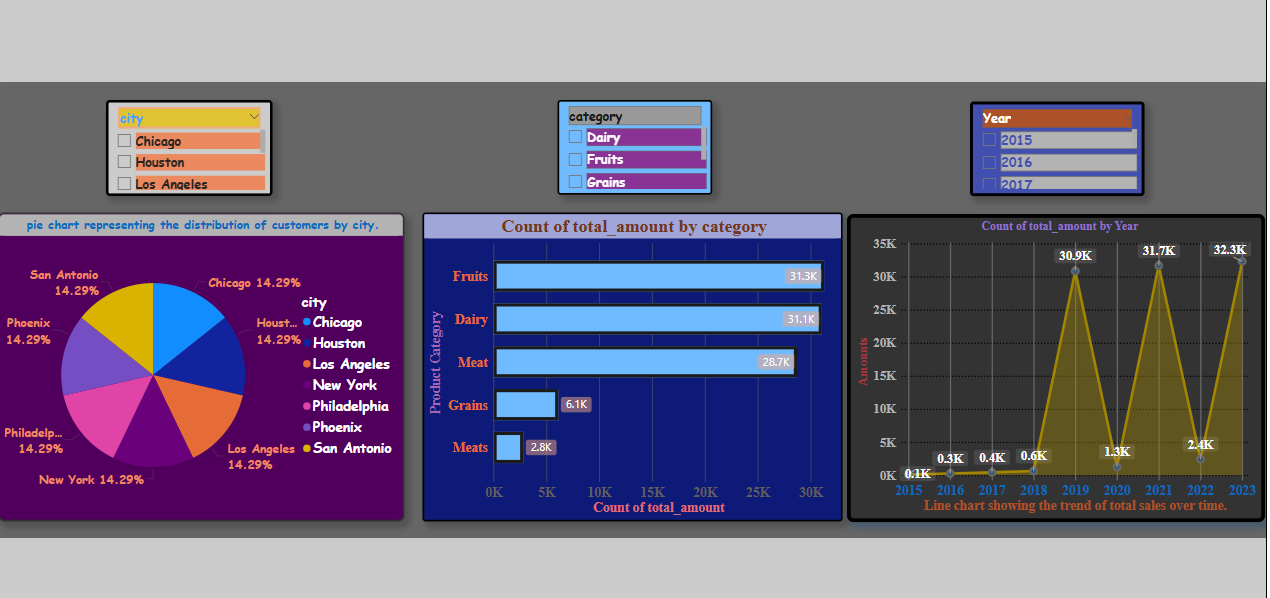 city
Chicago
Houston
Los Angeles
category
Dairy
Fruits
Grains
Year
2015
2016
2017
pie chart representing the distribution of customers by city.
San Antonio
14.29%
Chicago 14.29%
Phoenix
14.29%
Houst...
14.29%
Philadelp...
14.29%
Los Angeles
14.29%
New York 14.29%
city
Chicago
Houston
Los Angeles
New York
Philadelphia
Phoenix
San Antonio
Count of total_amount by category
Product Category
Fruits
31.3K
Dairy
31.1K
Meat
28.7K
Grains
6.1K
Meats
2.8K
0K 5K 10K 15K 20K 25K 30K
Count of total_amount
Count of total_amount by Year
Amounts
35K
30K
25K
20K
15K
10K
5K
0K
0.1K
0.3K
0.4K
0.6K
30.9K
1.3K
31.7K
2.4K
32.3K
2015 2016 2017 2018 2019 2020 2021 2022 2023
Line chart showing the trend of total sales over time.